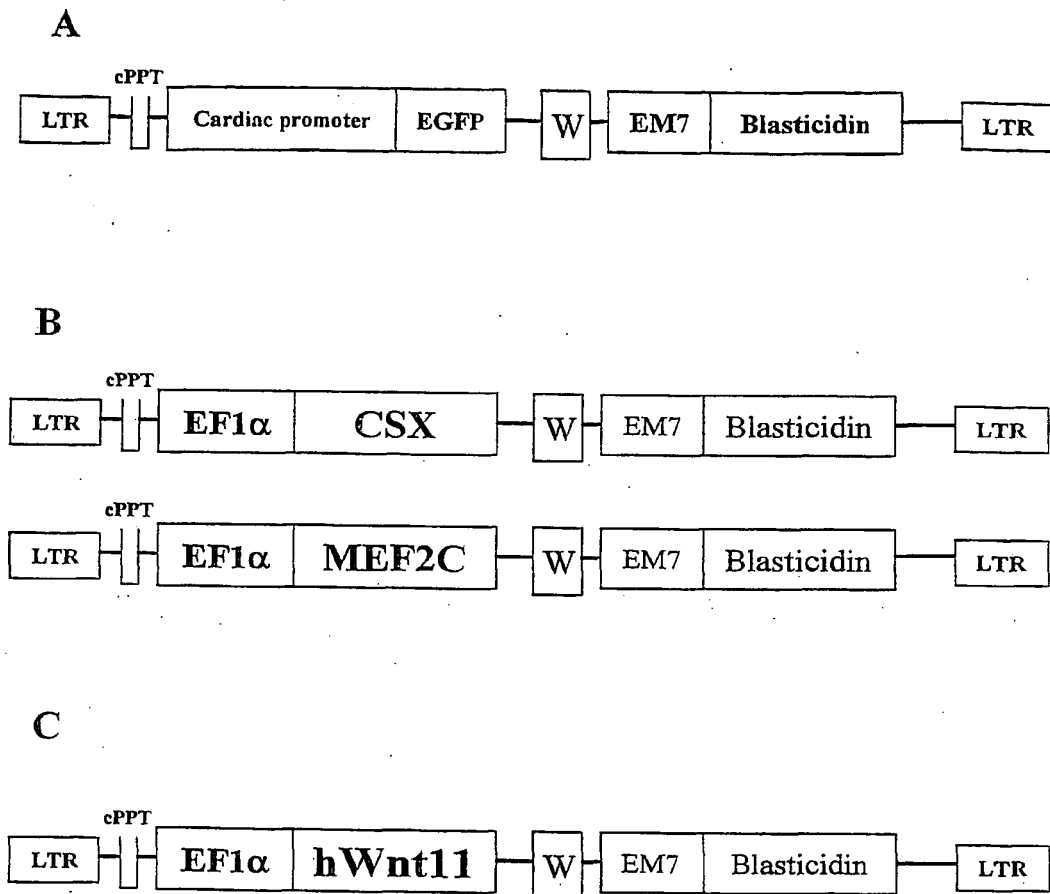 A
cPPT
LTR Cardiac promoter EGFP W EM7 Blasticidin LTR
B
cPPT
LTR EF1α CSX W EM7 Blasticidin LTR
cPPT
LTR EF1α MEF2C W EM7 Blasticidin LTR
C
cPPT
LTR EF1α hWnt11 W EM7 Blasticidin LTR